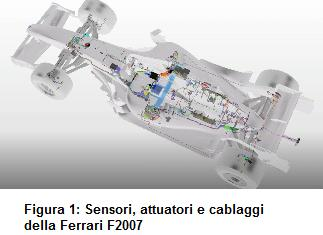 Figura 1: Sensori, attuatori e cablaggi
della Ferrari F2007